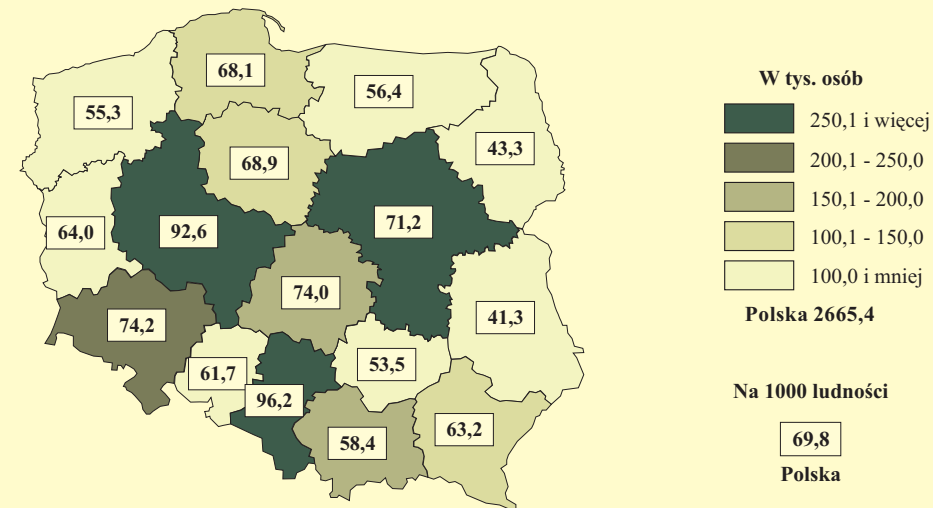 68,1
56,4
55,3
43,3
68,9
71,2
64,0
92,6
74,0
74,2
41,3
53,5
61,7
96,2
63,2
58,4
W tys. osób
250,1 i więcej
200,1 - 250,0
150,1 - 200,0
100,1 - 150,0
100,0 i mniej
Polska 2665,4
Na 1000 ludności
69,8
Polska